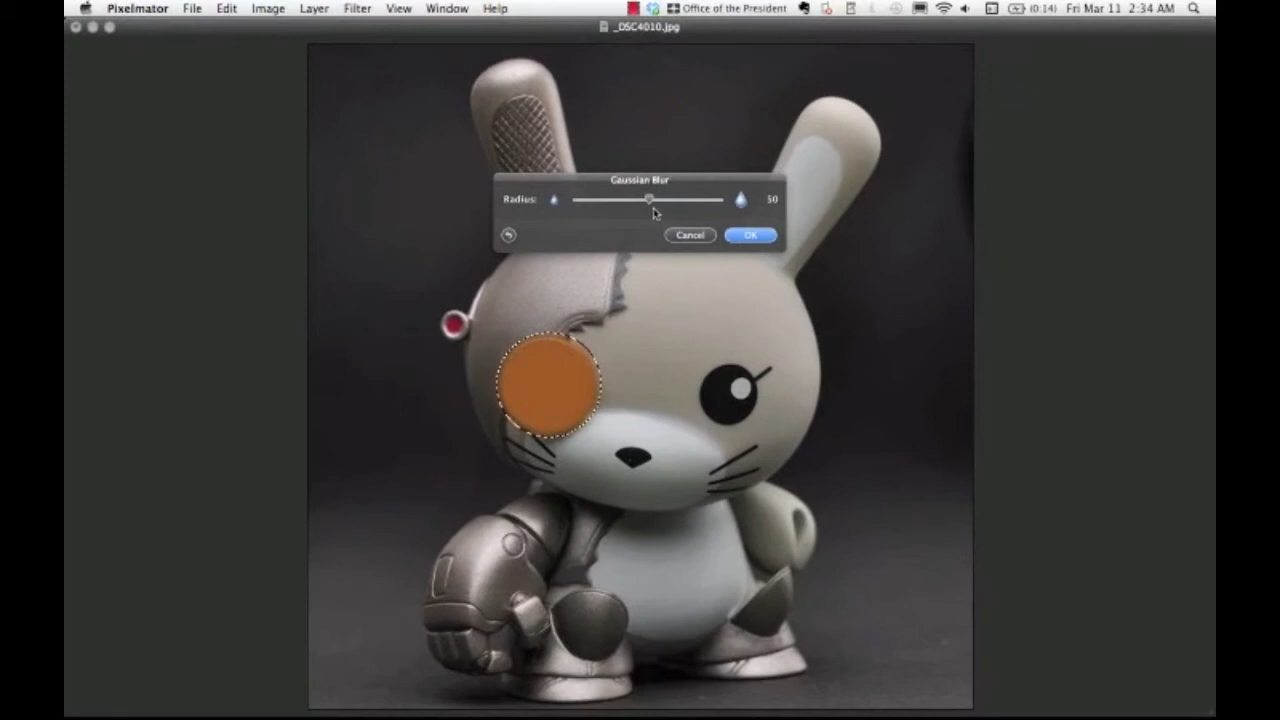 Pixelmator File Edit Image Layer Filter View Window Help Office of the President (0:14) Fri Mar 11 2:34 AM
_DSC4010.jpg
Gaussian Blur
Radius: 50
Cancel OK